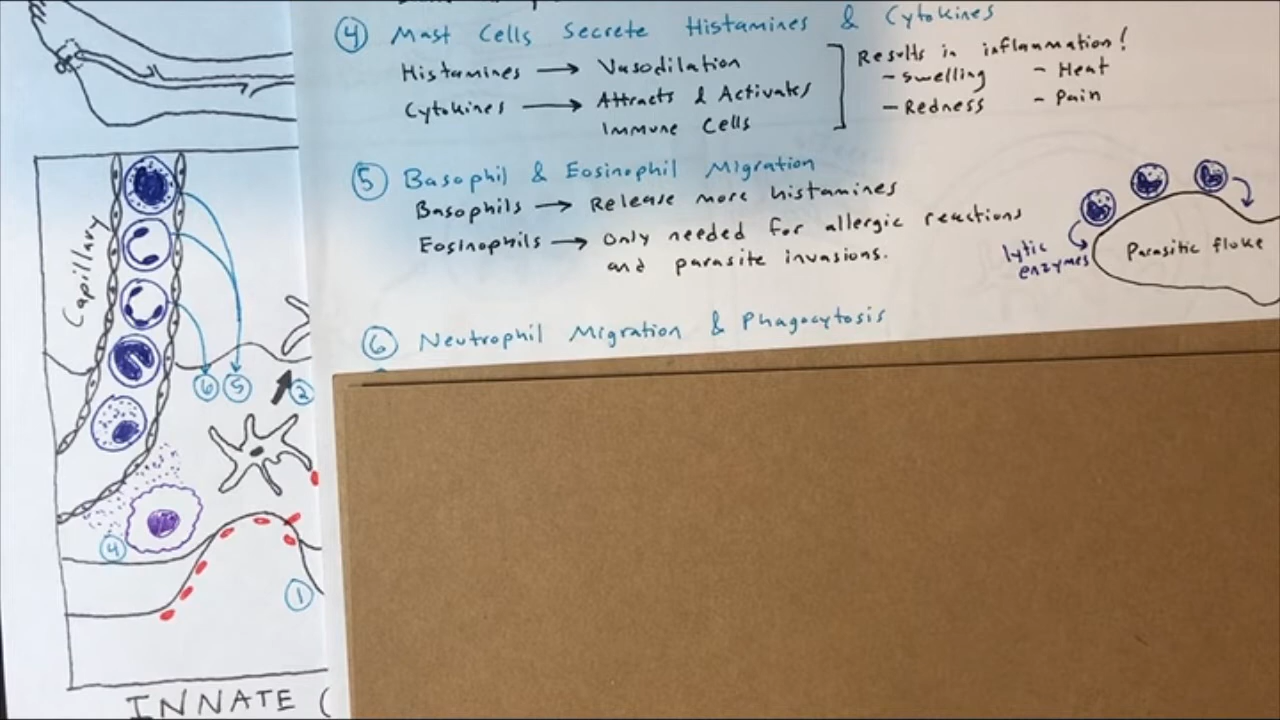 ④ Mast Cells Secrete Histamines & Cytokines
Histamines → Vasodilation
Cytokines → Attracts & Activates
Immune Cells
Results in inflammation!
- Swelling - Heat
- Redness - Pain
⑤ Basophil & Eosinophil Migration
Basophils → Release more histamines
Eosinophils → Only needed for allergic reactions
and parasite invasions.
lytic
enzymes
Parasitic fluke
⑥ Neutrophil Migration & Phagocytosis
Capillary
⑥ ⑤ ②
④
①
INNATE (